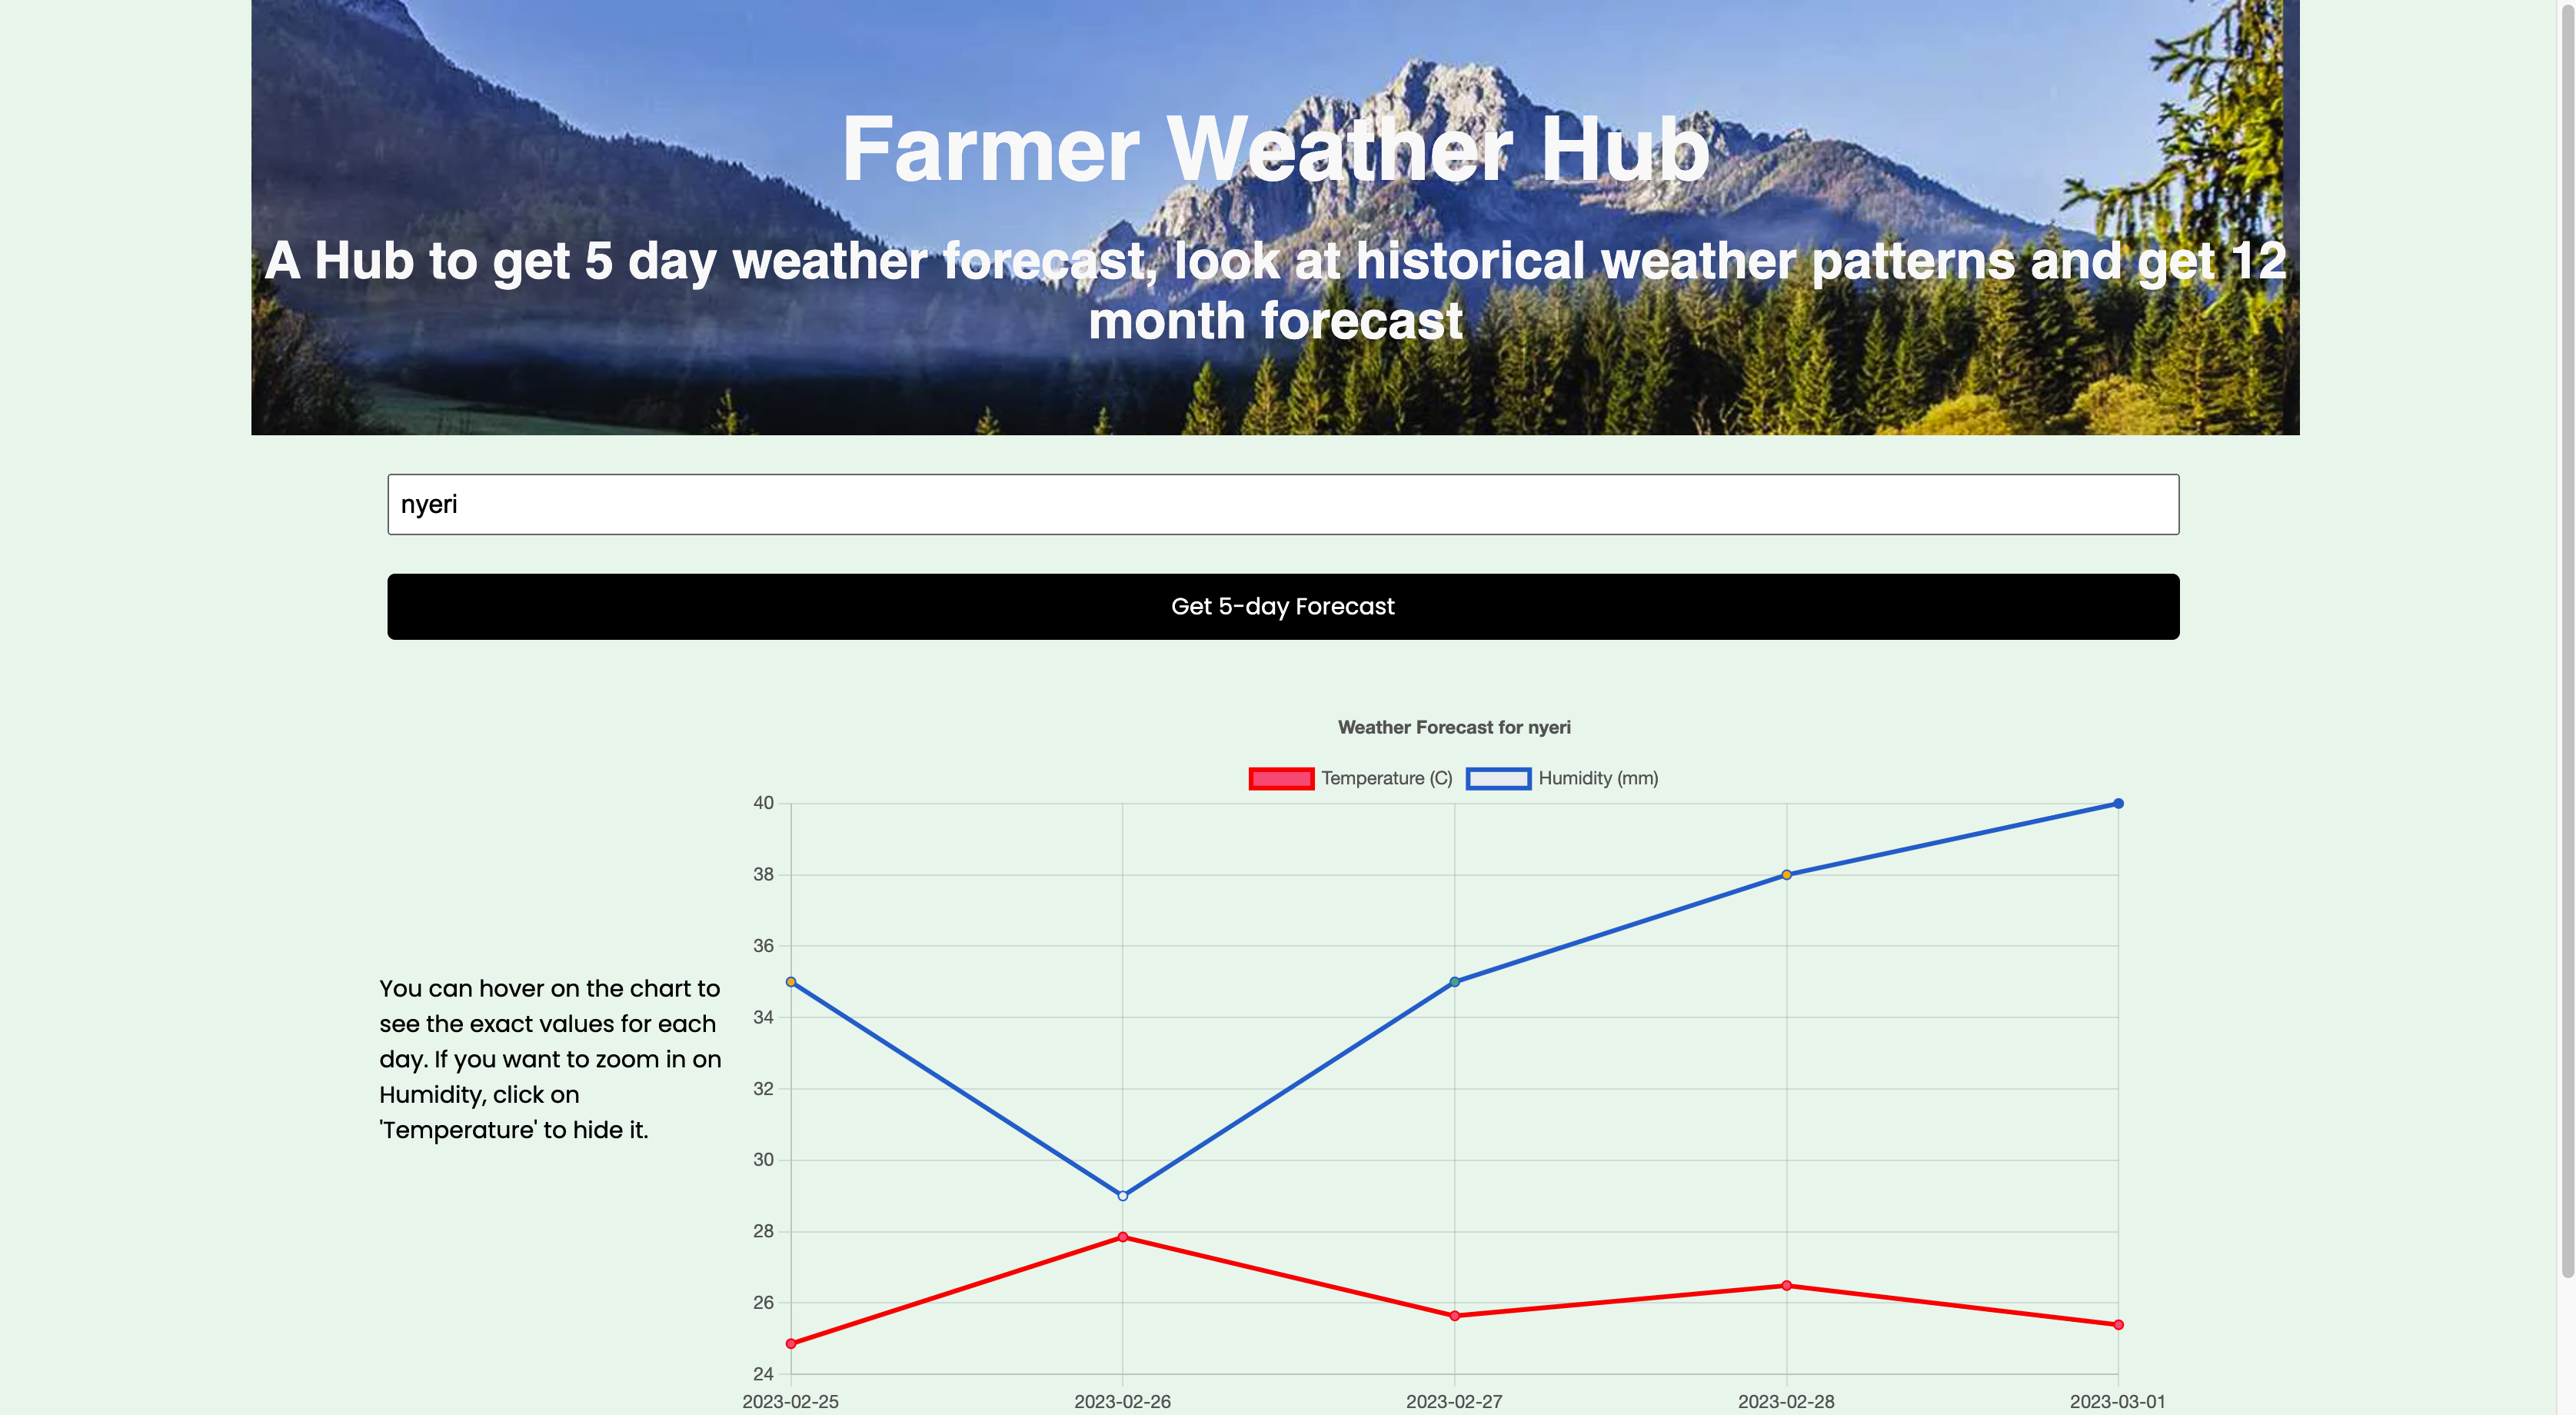 Farmer Weather Hub
A Hub to get 5 day weather forecast, look at historical weather patterns and get 12
month forecast
nyeri
Get 5-day Forecast
Weather Forecast for nyeri
Temperature (C) Humidity (mm)
You can hover on the chart to
see the exact values for each
day. If you want to zoom in on
Humidity, click on
'Temperature' to hide it.
40
38
36
34
32
30
28
26
24
2023-02-25 2023-02-26 2023-02-27 2023-02-28 2023-03-01